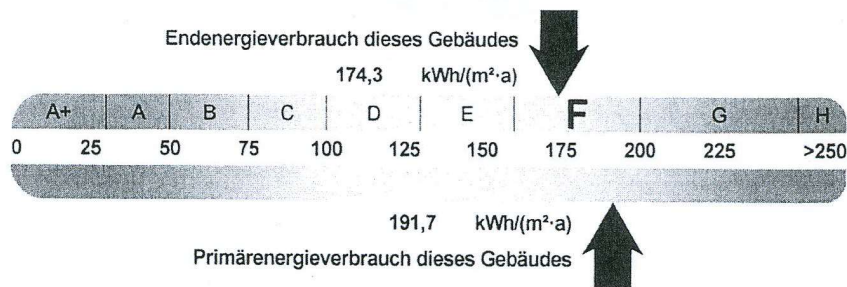 Endenergieverbrauch dieses Gebäudes
174,3 kWh/(m²·a)
A+ A B C D E F G H
0 25 50 75 100 125 150 175 200 225 >250
191,7 kWh/(m²·a)
Primärenergieverbrauch dieses Gebäudes